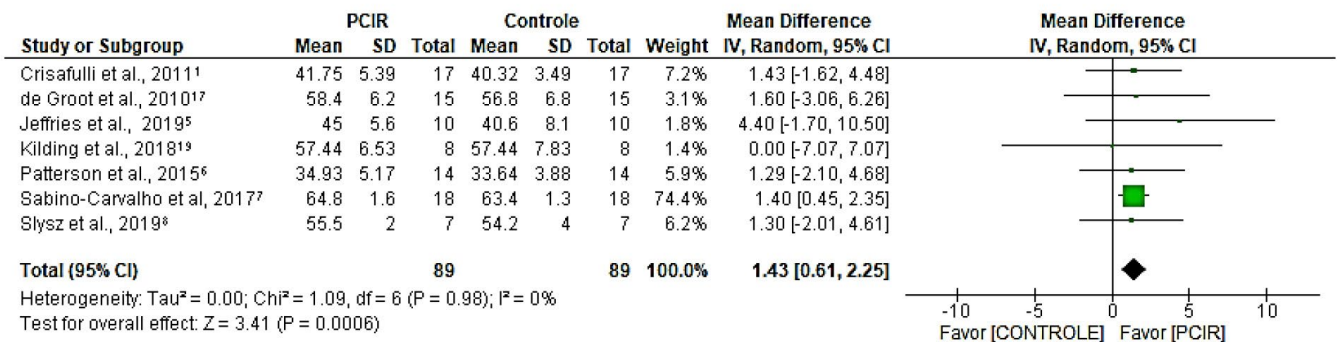 PCIR Controle Mean Difference Mean Difference
Study or Subgroup Mean SD Total Mean SD Total Weight IV, Random, 95% CI IV, Random, 95% CI
Crisafulli et al., 2011¹ 41.75 5.39 17 40.32 3.49 17 7.2% 1.43 [-1.62, 4.48]
de Groot et al., 2010¹⁷ 58.4 6.2 15 56.8 6.8 15 3.1% 1.60 [-3.06, 6.26]
Jeffries et al., 2019⁵ 45 5.6 10 40.6 8.1 10 1.8% 4.40 [-1.70, 10.50]
Kilding et al., 2018¹⁹ 57.44 6.53 8 57.44 7.83 8 1.4% 0.00 [-7.07, 7.07]
Patterson et al., 2015⁶ 34.93 5.17 14 33.64 3.88 14 5.9% 1.29 [-2.10, 4.68]
Sabino-Carvalho et al, 2017⁷ 64.8 1.6 18 63.4 1.3 18 74.4% 1.40 [0.45, 2.35]
Slysz et al., 2019⁸ 55.5 2 7 54.2 4 7 6.2% 1.30 [-2.01, 4.61]
Total (95% CI) 89 89 100.0% 1.43 [0.61, 2.25]
Heterogeneity: Tau² = 0.00; Chi² = 1.09, df = 6 (P = 0.98); I² = 0%
Test for overall effect: Z = 3.41 (P = 0.0006)
-10 -5 0 5 10
Favor [CONTROLE] Favor [PCIR]